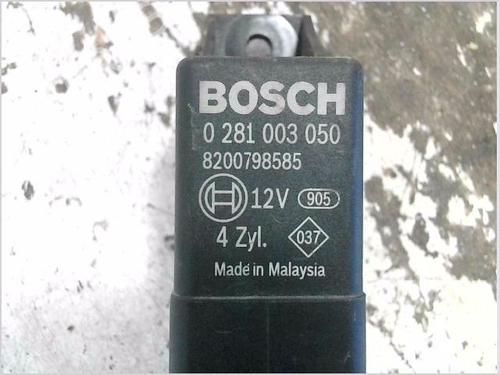 BOSCH
0 281 003 050
8200798585
12V 905
4 Zyl. 037
Made in Malaysia